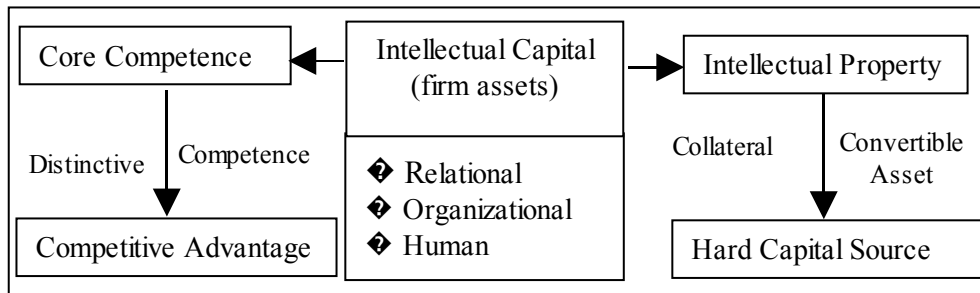 Core Competence
Intellectual Capital
(firm assets)
Intellectual Property
Distinctive
Competence
� Relational
� Organizational
� Human
Collateral
Convertible
Asset
Competitive Advantage
Hard Capital Source